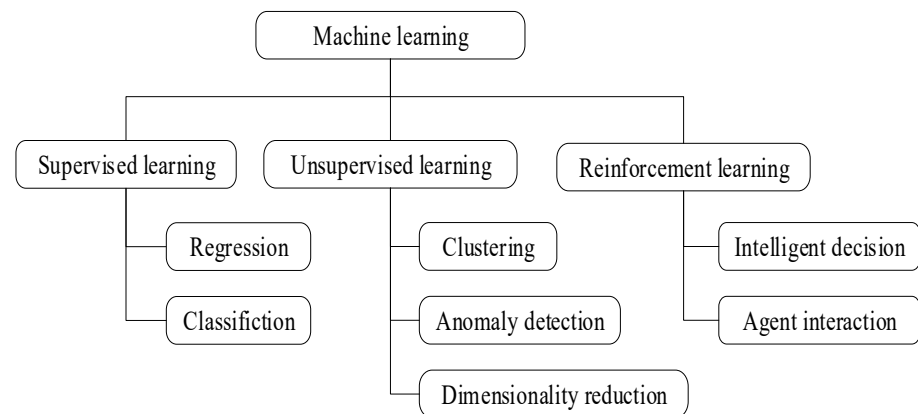 Machine learning
Supervised learning
Unsupervised learning
Reinforcement learning
Regression
Clustering
Intelligent decision
Classifiction
Anomaly detection
Agent interaction
Dimensionality reduction